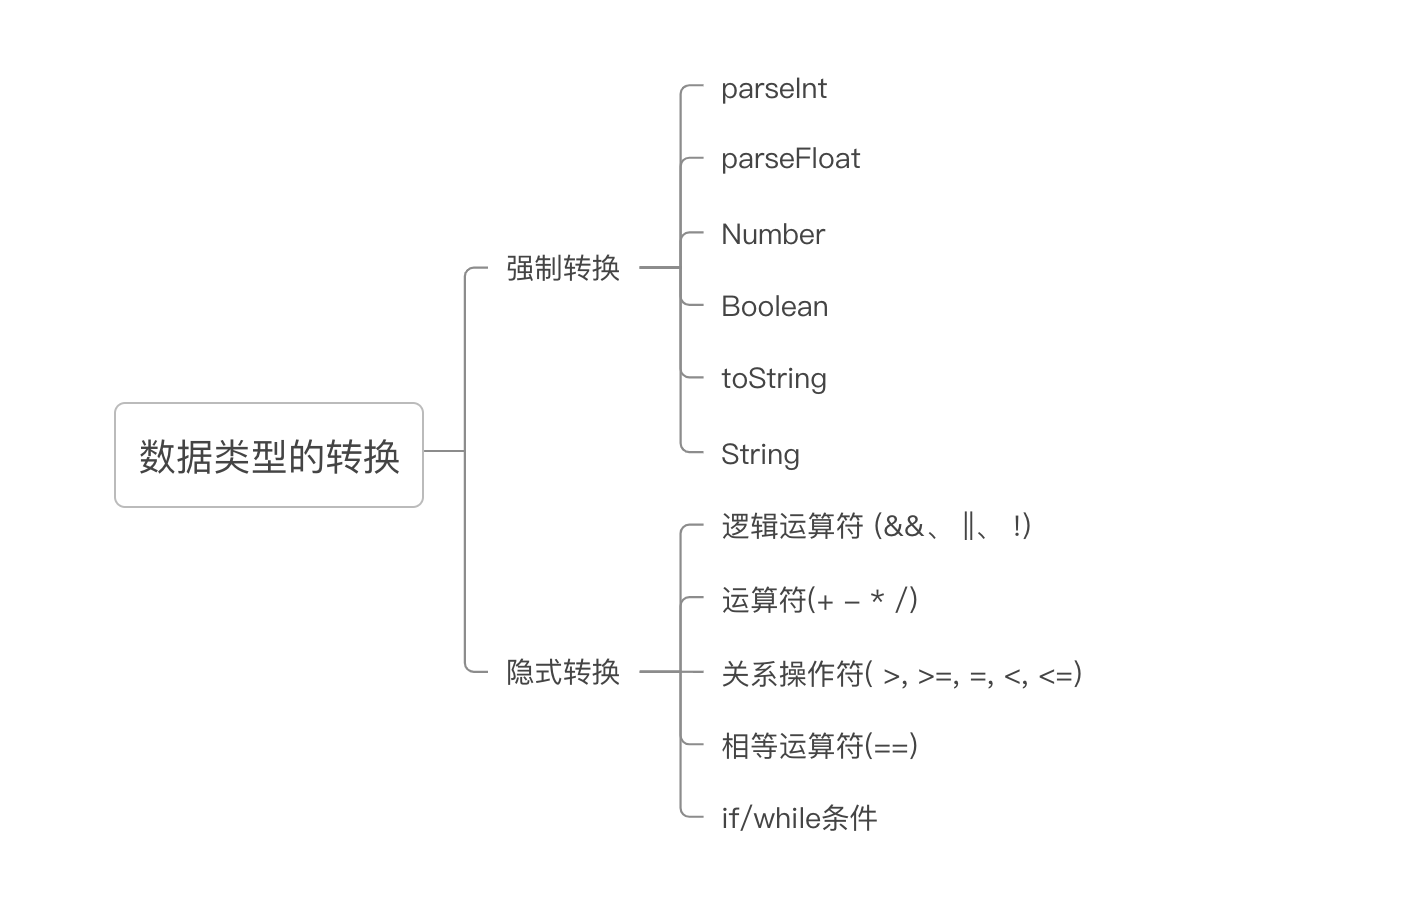 数据类型的转换
强制转换
parseInt
parseFloat
Number
Boolean
toString
String
隐式转换
逻辑运算符 (&&、 ||、 !)
运算符(+ - * /)
关系操作符( >, >=, =, <, <=)
相等运算符(==)
if/while条件